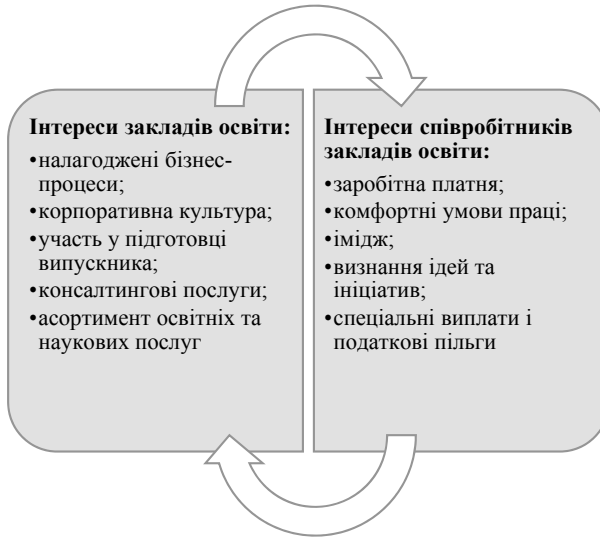 Інтереси закладів освіти:
•налагоджені бізнес-
процеси;
•корпоративна культура;
•участь у підготовці
випускника;
•консалтингові послуги;
•асортимент освітніх та
наукових послуг
Інтереси співробітників
закладів освіти:
•заробітна платня;
•комфортні умови праці;
•імідж;
•визнання ідей та
ініціатив;
•спеціальні виплати і
податкові пільги